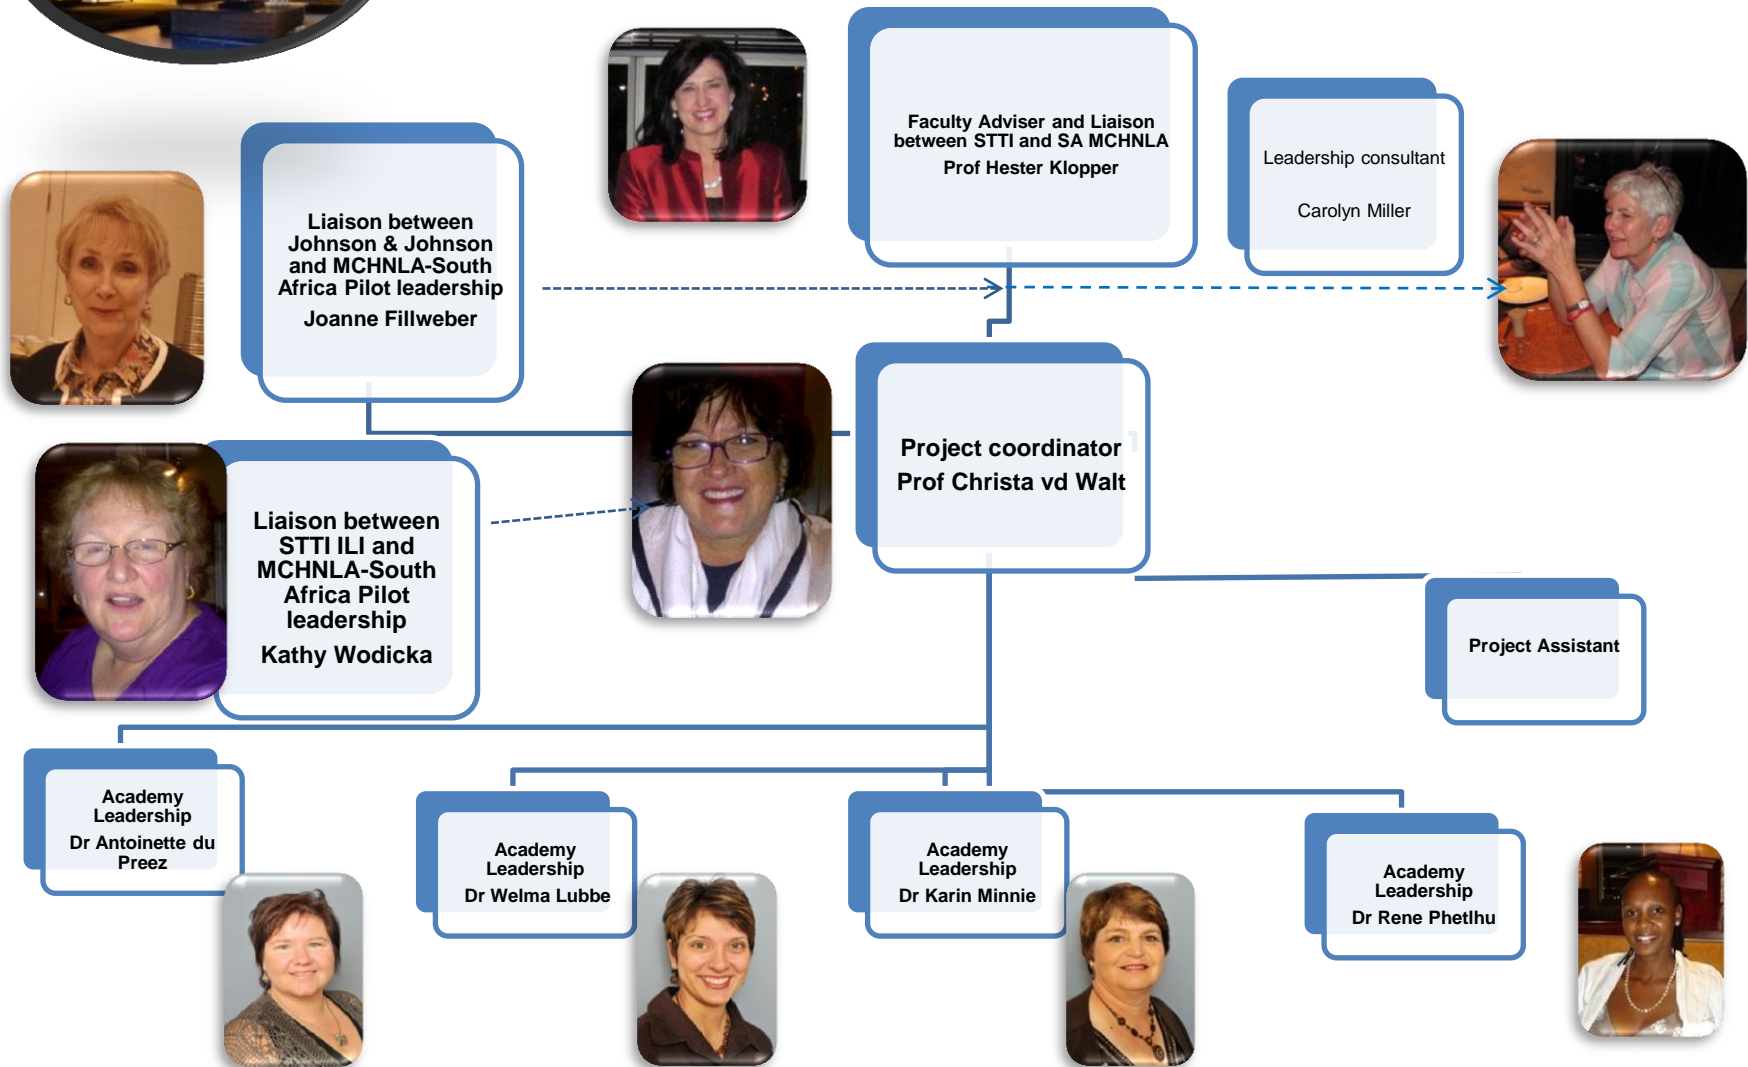 Faculty Adviser and Liaison
between STTI and SA MCHNLA
Prof Hester Klopper
Leadership consultant
Carolyn Miller
Liaison between
Johnson & Johnson
and MCHNLA-South
Africa Pilot leadership
Joanne Fillweber
Project coordinator
Prof Christa vd Walt
Liaison between
STTI ILI and
MCHNLA-South
Africa Pilot
leadership
Kathy Wodicka
Project Assistant
Academy
Leadership
Dr Antoinette du
Preez
Academy
Leadership
Dr Welma Lubbe
Academy
Leadership
Dr Karin Minnie
Academy
Leadership
Dr Rene Phetlhu